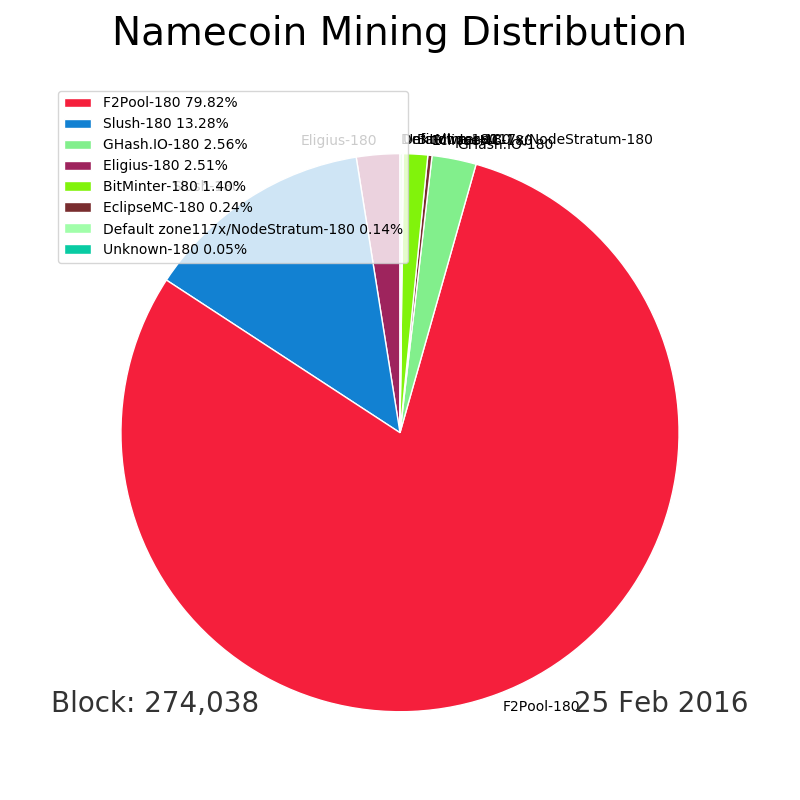 Namecoin Mining Distribution
F2Pool-180 79.82%
Slush-180 13.28%
GHash.IO-180 2.56%
Eligius-180 2.51%
BitMinter-180 1.40%
EclipseMC-180 0.24%
Default zone117x/NodeStratum-180 0.14%
Unknown-180 0.05%
Eligius-180
GHash.IO-180
F2Pool-180
Block: 274,038
25 Feb 2016